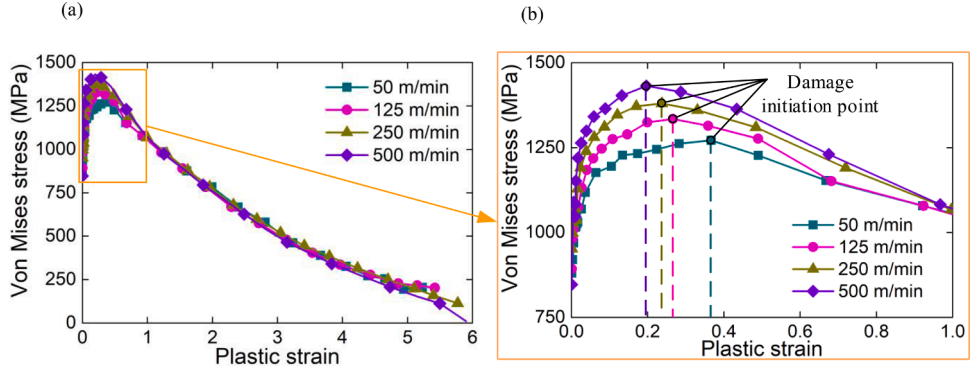 (a)
(b)
Von Mises stress (MPa)
1500
1250
1000
750
500
250
0
0
1
2
3
4
5
6
Plastic strain
50 m/min
125 m/min
250 m/min
500 m/min
Von Mises stress (MPa)
1500
1250
1000
750
0.0
0.2
0.4
0.6
0.8
1.0
Plastic strain
Damage
initiation point
50 m/min
125 m/min
250 m/min
500 m/min